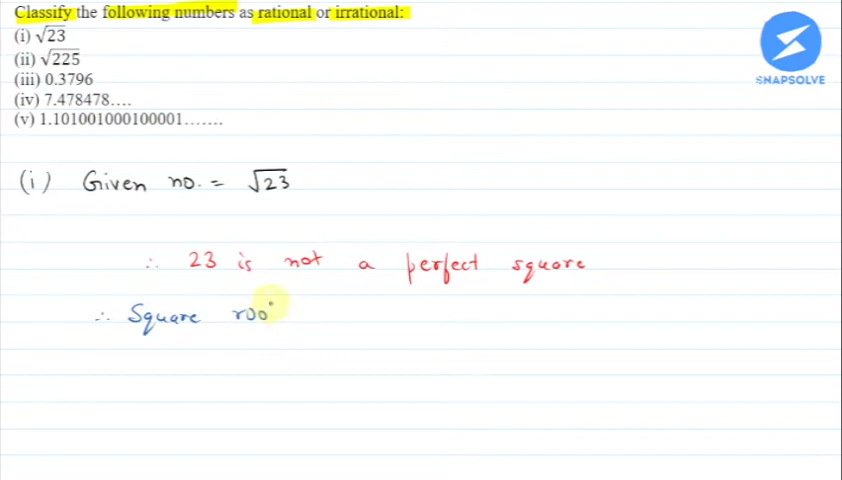 Classify the following numbers as rational or irrational:
(i) √23
(ii) √225
(iii) 0.3796
(iv) 7.478478....
(v) 1.101001000100001.......
SNAPSOLVE
(i) Given no. = √23
∴ 23 is not a perfect square
∴ Square roo